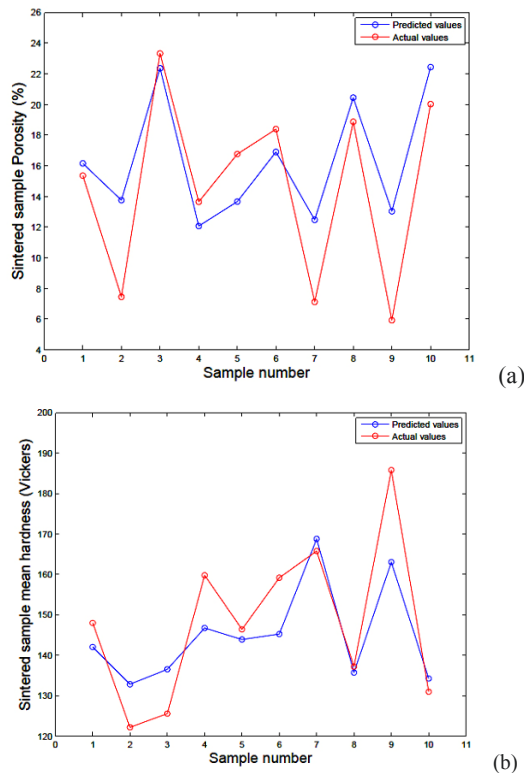 26
24
22
20
18
16
14
12
10
8
6
4
Sintered sample Porosity (%)
Predicted values
Actual values
0 1 2 3 4 5 6 7 8 9 10 11
Sample number
(a)
200
190
180
170
160
150
140
130
120
Sintered sample mean hardness (Vickers)
Predicted values
Actual values
0 1 2 3 4 5 6 7 8 9 10 11
Sample number
(b)